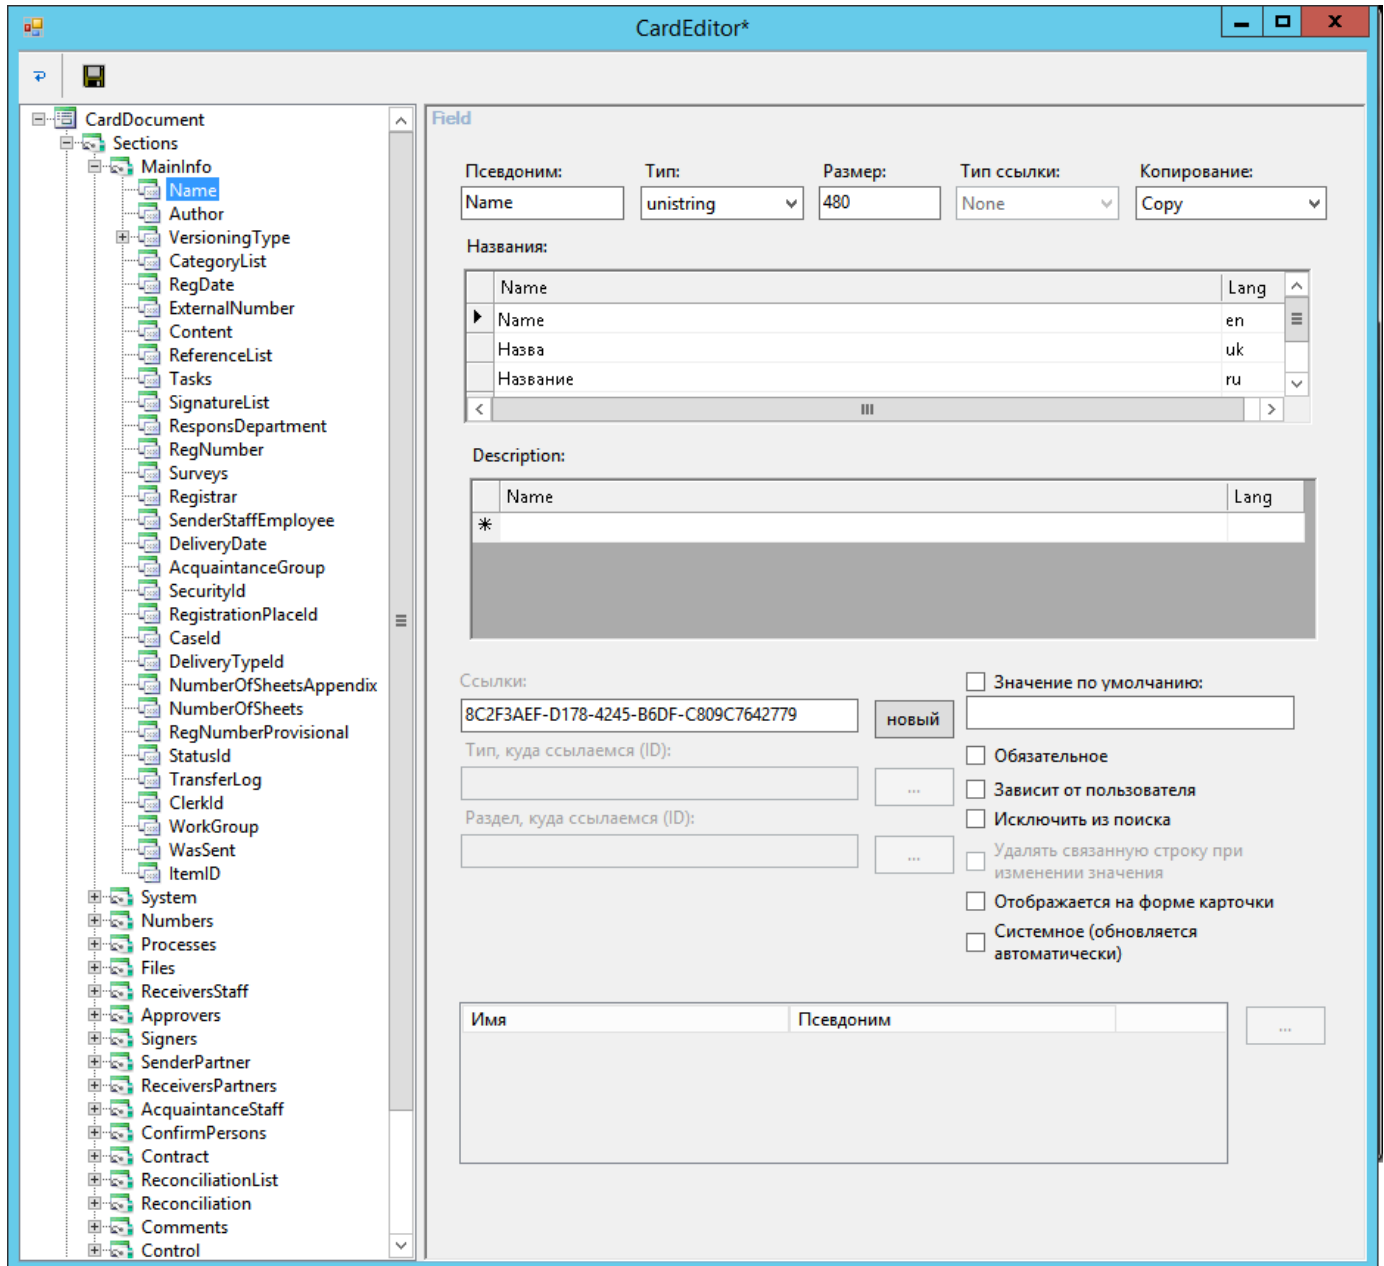 CardEditor*
CardDocument
Sections
MainInfo
Name
Author
VersioningType
CategoryList
RegDate
ExternalNumber
Content
ReferenceList
Tasks
SignatureList
ResponsDepartment
RegNumber
Surveys
Registrar
SenderStaffEmployee
DeliveryDate
AcquaintanceGroup
SecurityId
RegistrationPlaceId
CaseId
DeliveryTypeId
NumberOfSheetsAppendix
NumberOfSheets
RegNumberProvisional
StatusId
TransferLog
ClerkId
WorkGroup
WasSent
ItemID
System
Numbers
Processes
Files
ReceiversStaff
Approvers
Signers
SenderPartner
ReceiversPartners
AcquaintanceStaff
ConfirmPersons
Contract
ReconciliationList
Reconciliation
Comments
Control
Field
Псевдоним: Тип: Размер: Тип ссылки: Копирование:
Name unistring 480 None Copy
Названия:
Name Lang
Name en
Назва uk
Название ru
Description:
Name Lang
Ссылки:
8C2F3AEF-D178-4245-B6DF-C809C7642779 новый
Тип, куда ссылаемся (ID):
...
Раздел, куда ссылаемся (ID):
...
Значение по умолчанию:
Обязательное
Зависит от пользователя
Исключить из поиска
Удалять связанную строку при
изменении значения
Отображается на форме карточки
Системное (обновляется
автоматически)
Имя Псевдоним
...